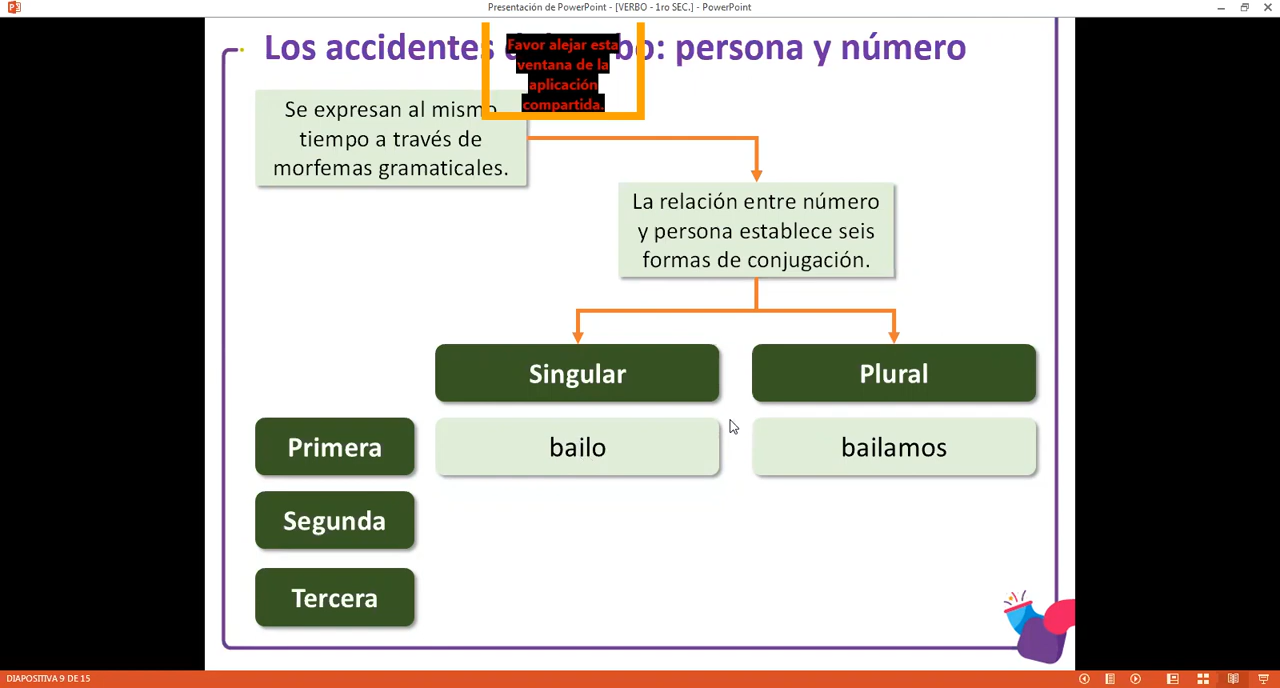 Presentación de PowerPoint - [VERBO - 1ro SEC.] - PowerPoint
Los accidentes bo: persona y número
Favor alejar esta
ventana de la
aplicación
compartida.
Se expresan al mismo
tiempo a través de
morfemas gramaticales.
La relación entre número
y persona establece seis
formas de conjugación.
Singular
Plural
Primera
bailo
bailamos
Segunda
Tercera
DIAPOSITIVA 9 DE 15